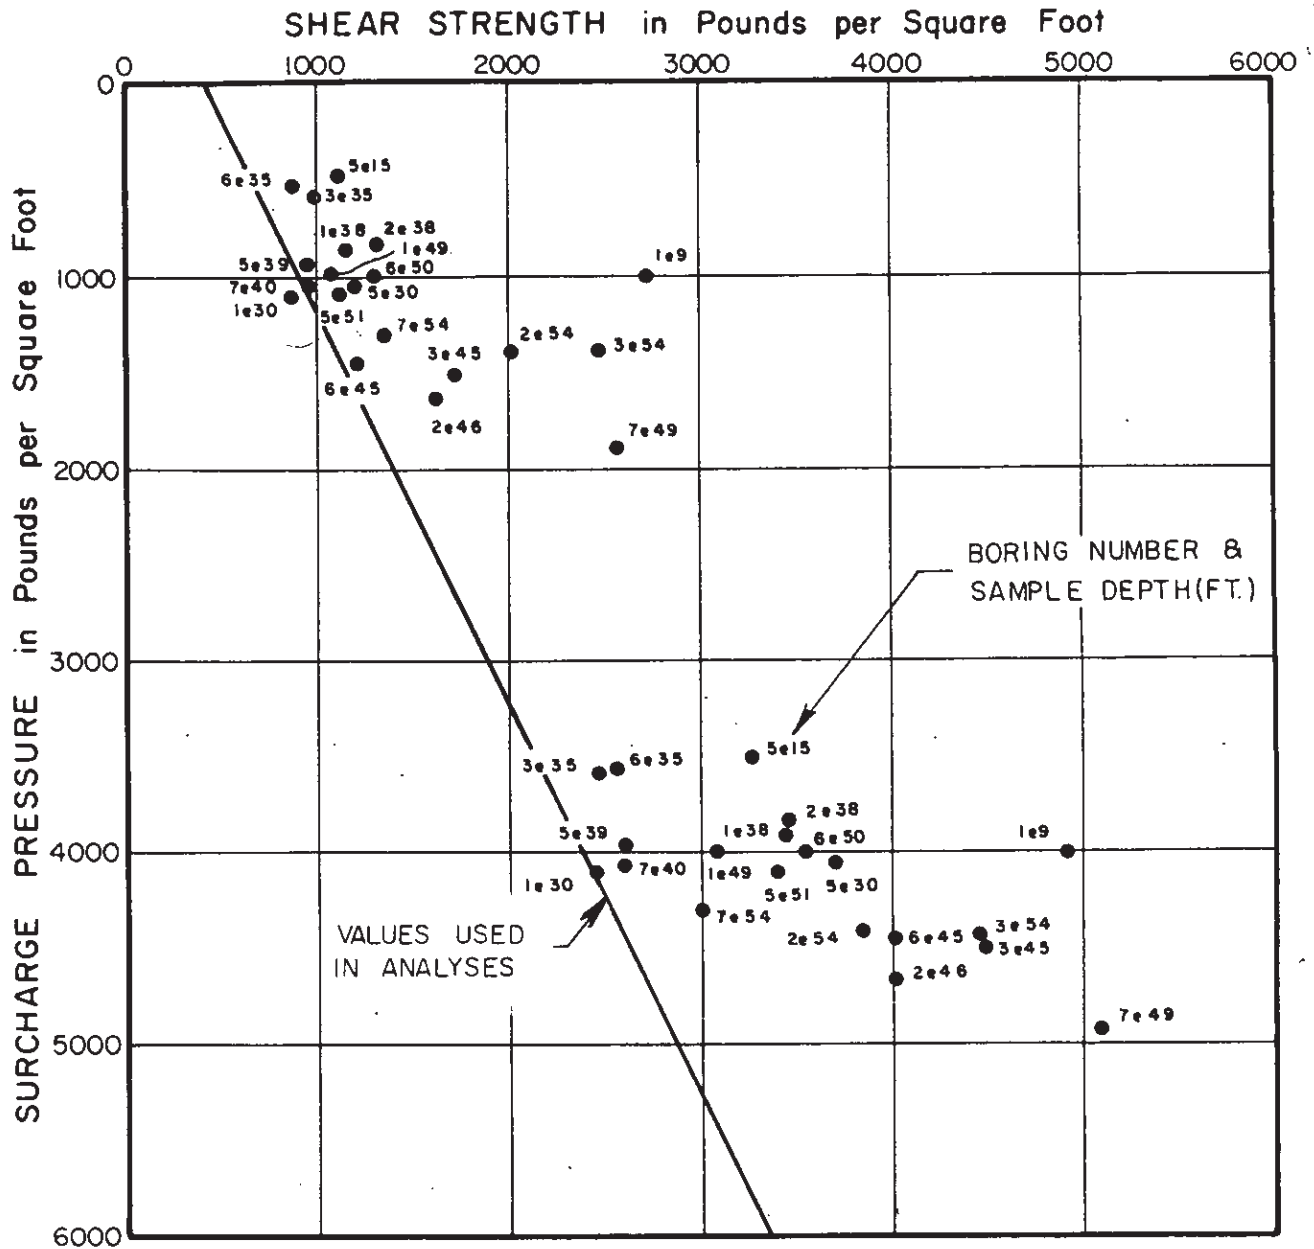 SHEAR STRENGTH in Pounds per Square Foot
0 1000 2000 3000 4000 5000 6000
SURCHARGE PRESSURE in Pounds per Square Foot
0
1000
2000
3000
4000
5000
6000
5e15
6e35
3e35
1e38
2e38
1e49
5e39
6e50
1e9
7e40
5e30
1e30
5e51
7e54
2e54
3e54
3e45
6e45
2e46
7e49
BORING NUMBER &
SAMPLE DEPTH(FT.)
5e15
3e35
6e35
2e38
5e39
1e38
6e50
1e9
1e30
7e40
1e49
5e51
5e30
7e54
2e54
6e45
3e54
3e45
2e46
7e49
VALUES USED
IN ANALYSES